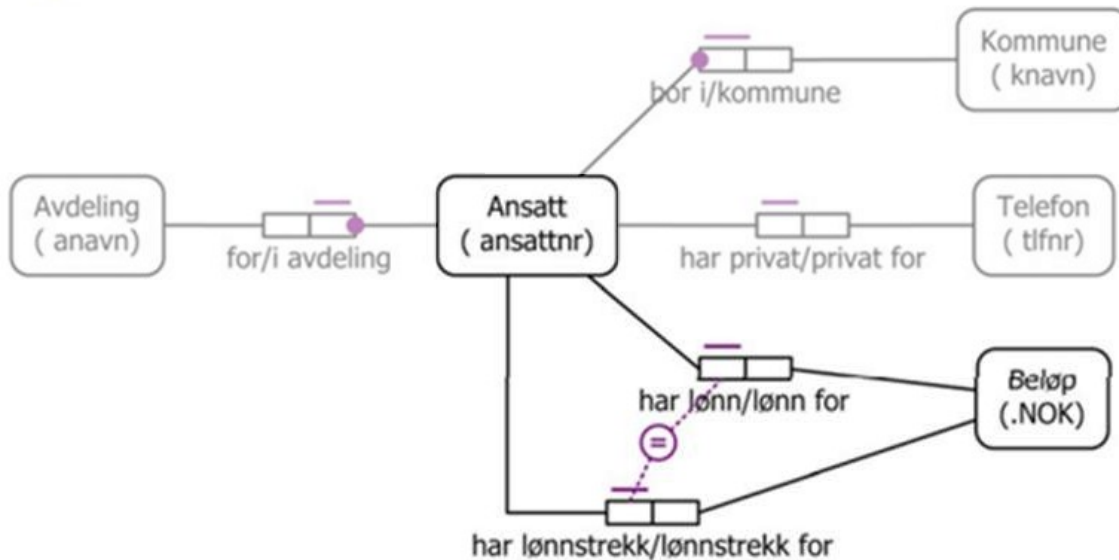 Kommune
( knavn)
bor i/kommune
Avdeling
( anavn)
Ansatt
( ansattnr)
Telefon
( tlfnr)
for/i avdeling
har privat/privat for
Beløp
(.NOK)
har lønn/lønn for
=
har lønnstrekk/lønnstrekk for